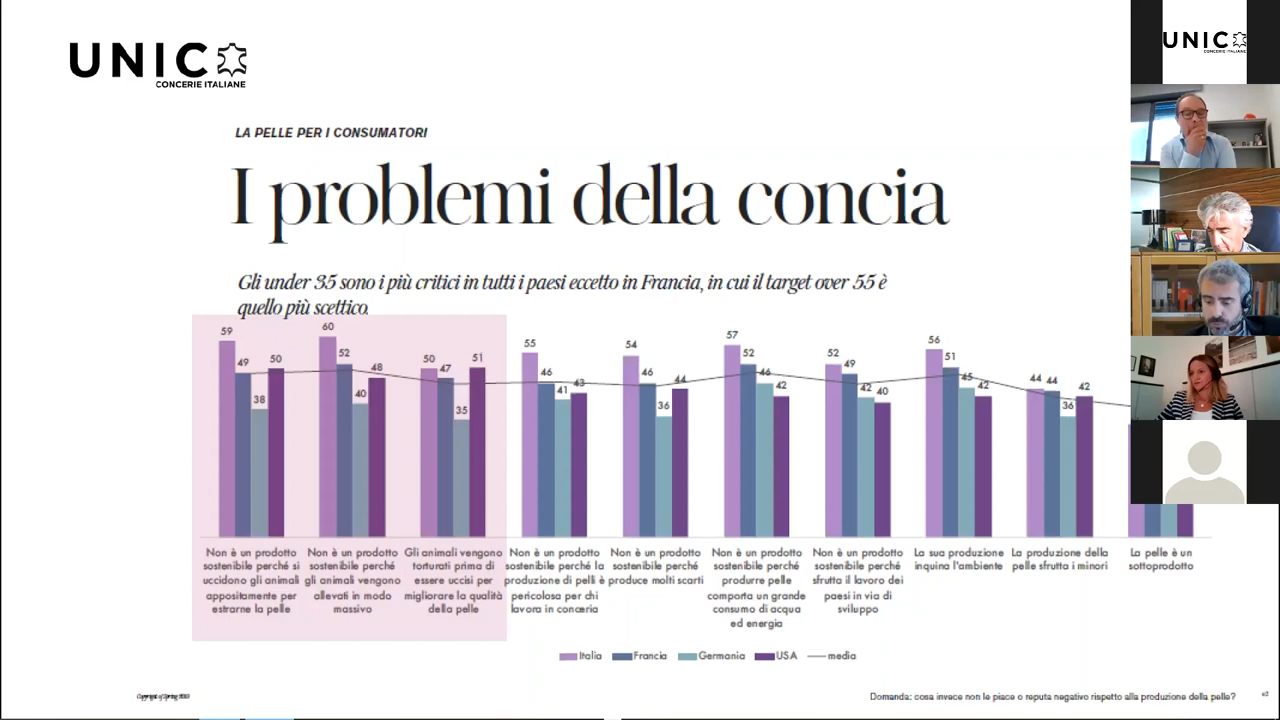 UNIC
CONCERIE ITALIANE
UNIC
CONCERIE ITALIANE
LA PELLE PER I CONSUMATORI
I problemi della concia
Gli under 35 sono i più critici in tutti i paesi eccetto in Francia, in cui il target over 55 è
quello più scettico.
59 49 38 50
60 52 40 48
50 47 35 51
55 46 41 43
54 46 36 44
57 52 46 42
52 49 42 40
56 51 45 42
44 44 36 42
Non è un prodotto
sostenibile perché si
uccidono gli animali
appositamente per
estrarne la pelle
Non è un prodotto
sostenibile perché
gli animali vengono
allevati in modo
massivo
Gli animali vengono
torturati prima di
essere uccisi per
migliorare la qualità
della pelle
Non è un prodotto
sostenibile perché la
produzione di pelli è
pericolosa per chi
lavora in conceria
Non è un prodotto
sostenibile perché
produce molti scarti
Non è un prodotto
sostenibile perché
produrre pelle
comporta un grande
consumo di acqua
ed energia
Non è un prodotto
sostenibile perché
sfrutta il lavoro dei
paesi in via di
sviluppo
La sua produzione
inquina l'ambiente
La produzione della
pelle sfrutta i minori
La pelle è un
sottoprodotto
Italia Francia Germania USA media
Domanda: cosa invece non le piace o reputa negativo rispetto alla produzione della pelle?